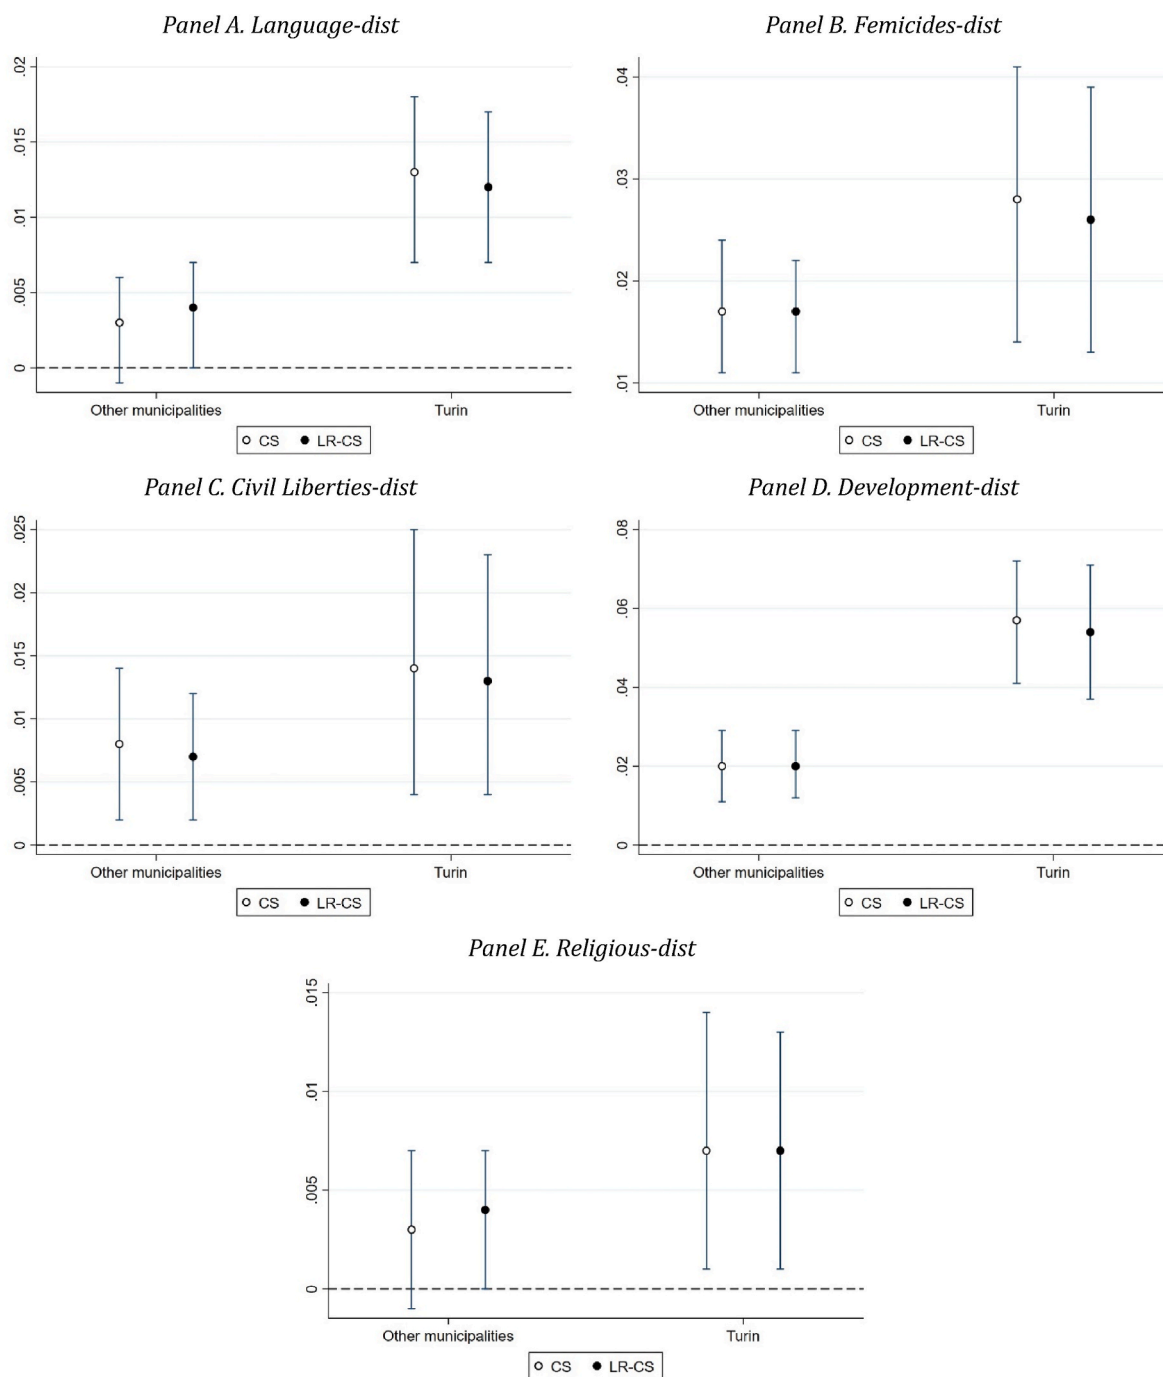 Panel A. Language-dist
.02
.015
.01
.005
0
Other municipalities Turin
CS LR-CS
Panel B. Femicides-dist
.04
.03
.02
.01
Other municipalities Turin
CS LR-CS
Panel C. Civil Liberties-dist
.025
.02
.015
.01
.005
0
Other municipalities Turin
CS LR-CS
Panel D. Development-dist
.08
.06
.04
.02
0
Other municipalities Turin
CS LR-CS
Panel E. Religious-dist
.015
.01
.005
0
Other municipalities Turin
CS LR-CS